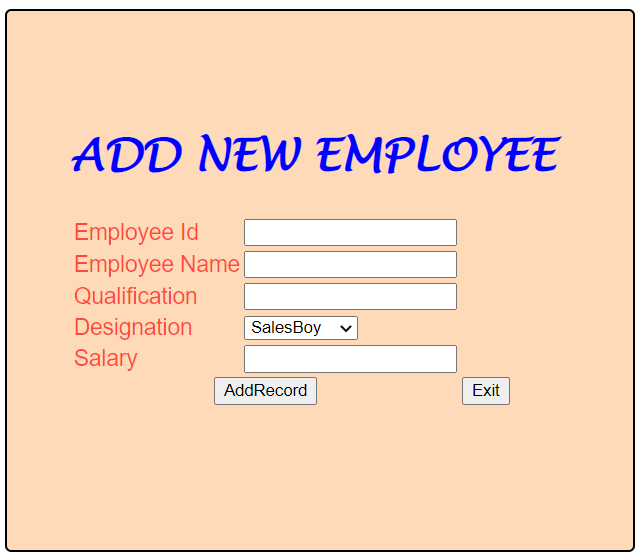 ADD NEW EMPLOYEE
Employee Id
Employee Name
Qualification
Designation SalesBoy
Salary
AddRecord Exit